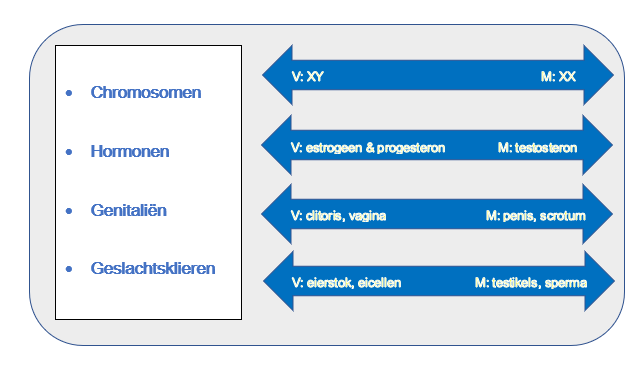 • Chromosomen
V: XY M: XX
• Hormonen
V: estrogeen & progesteron M: testosteron
• Genitaliën
V: clitoris, vagina M: penis, scrotum
• Geslachtsklieren
V: eierstok, eicellen M: testikels, sperma